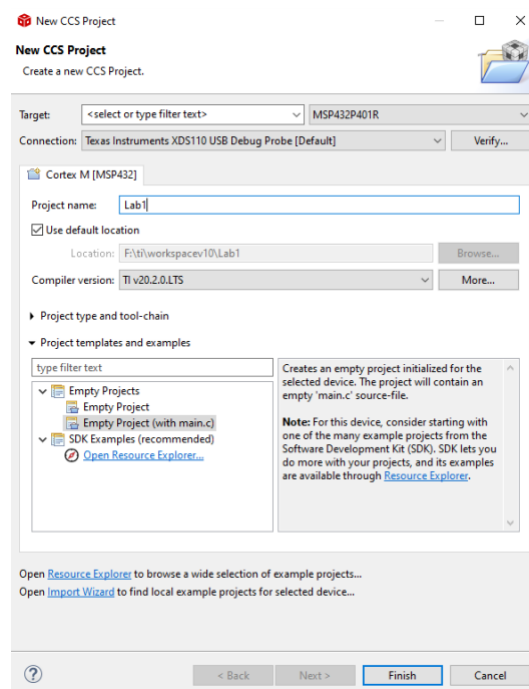 New CCS Project
New CCS Project
Create a new CCS Project.
Target: <select or type filter text> MSP432P401R
Connection: Texas Instruments XDS110 USB Debug Probe [Default] Verify...
Cortex M [MSP432]
Project name: Lab1
Use default location
Location: F:\ti\workspacev10\Lab1 Browse...
Compiler version: TI v20.2.0.LTS More...
Project type and tool-chain
Project templates and examples
type filter text
Empty Projects
Empty Project
Empty Project (with main.c)
SDK Examples (recommended)
Open Resource Explorer...
Creates an empty project initialized for the
selected device. The project will contain an
empty 'main.c' source-file.
Note: For this device, consider starting with
one of the many example projects from the
Software Development Kit (SDK). SDK lets you
do more with your projects, and its examples
are available through Resource Explorer.
Open Resource Explorer to browse a wide selection of example projects...
Open Import Wizard to find local example projects for selected device...
? < Back Next > Finish Cancel